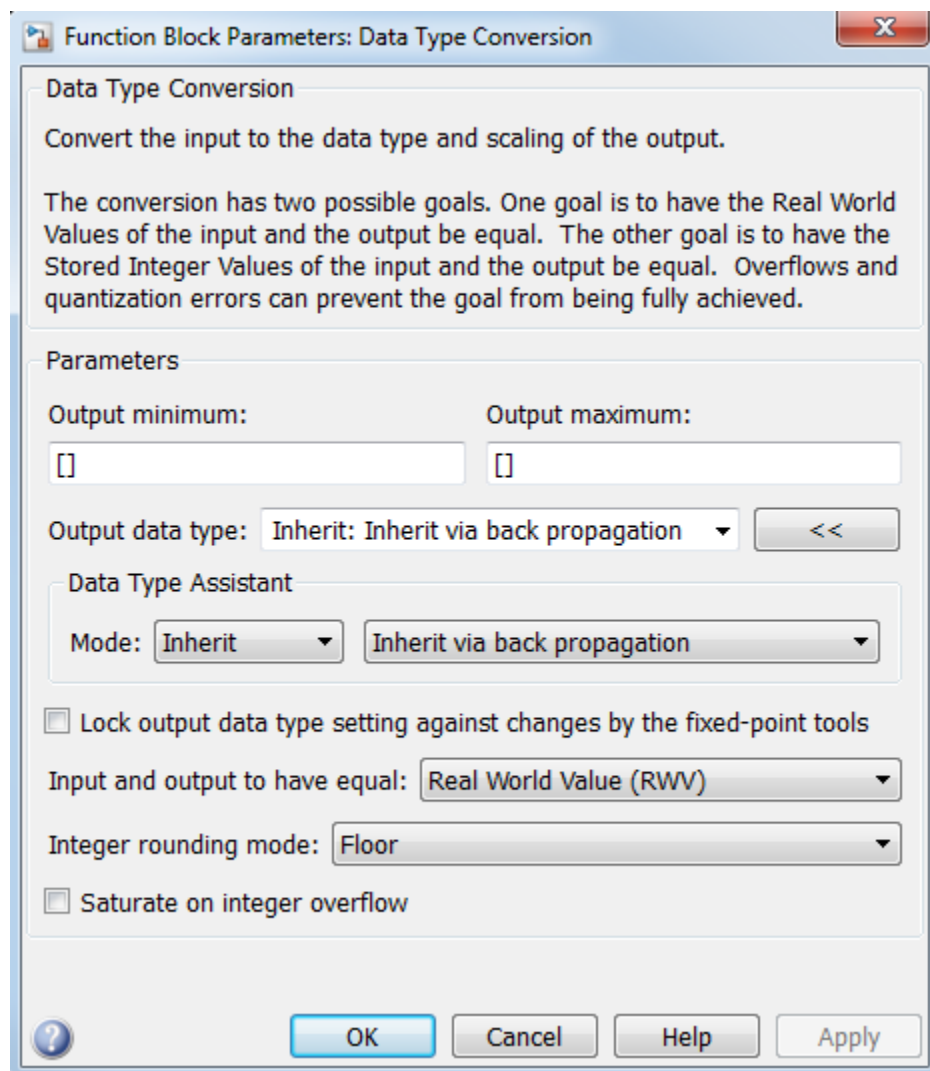 Function Block Parameters: Data Type Conversion
X
Data Type Conversion
Convert the input to the data type and scaling of the output.
The conversion has two possible goals. One goal is to have the Real World
Values of the input and the output be equal.  The other goal is to have the
Stored Integer Values of the input and the output be equal.  Overflows and
quantization errors can prevent the goal from being fully achieved.
Parameters
Output minimum: Output maximum:
[] []
Output data type: Inherit: Inherit via back propagation <<
Data Type Assistant
Mode: Inherit Inherit via back propagation
Lock output data type setting against changes by the fixed-point tools
Input and output to have equal: Real World Value (RWV)
Integer rounding mode: Floor
Saturate on integer overflow
? OK Cancel Help Apply